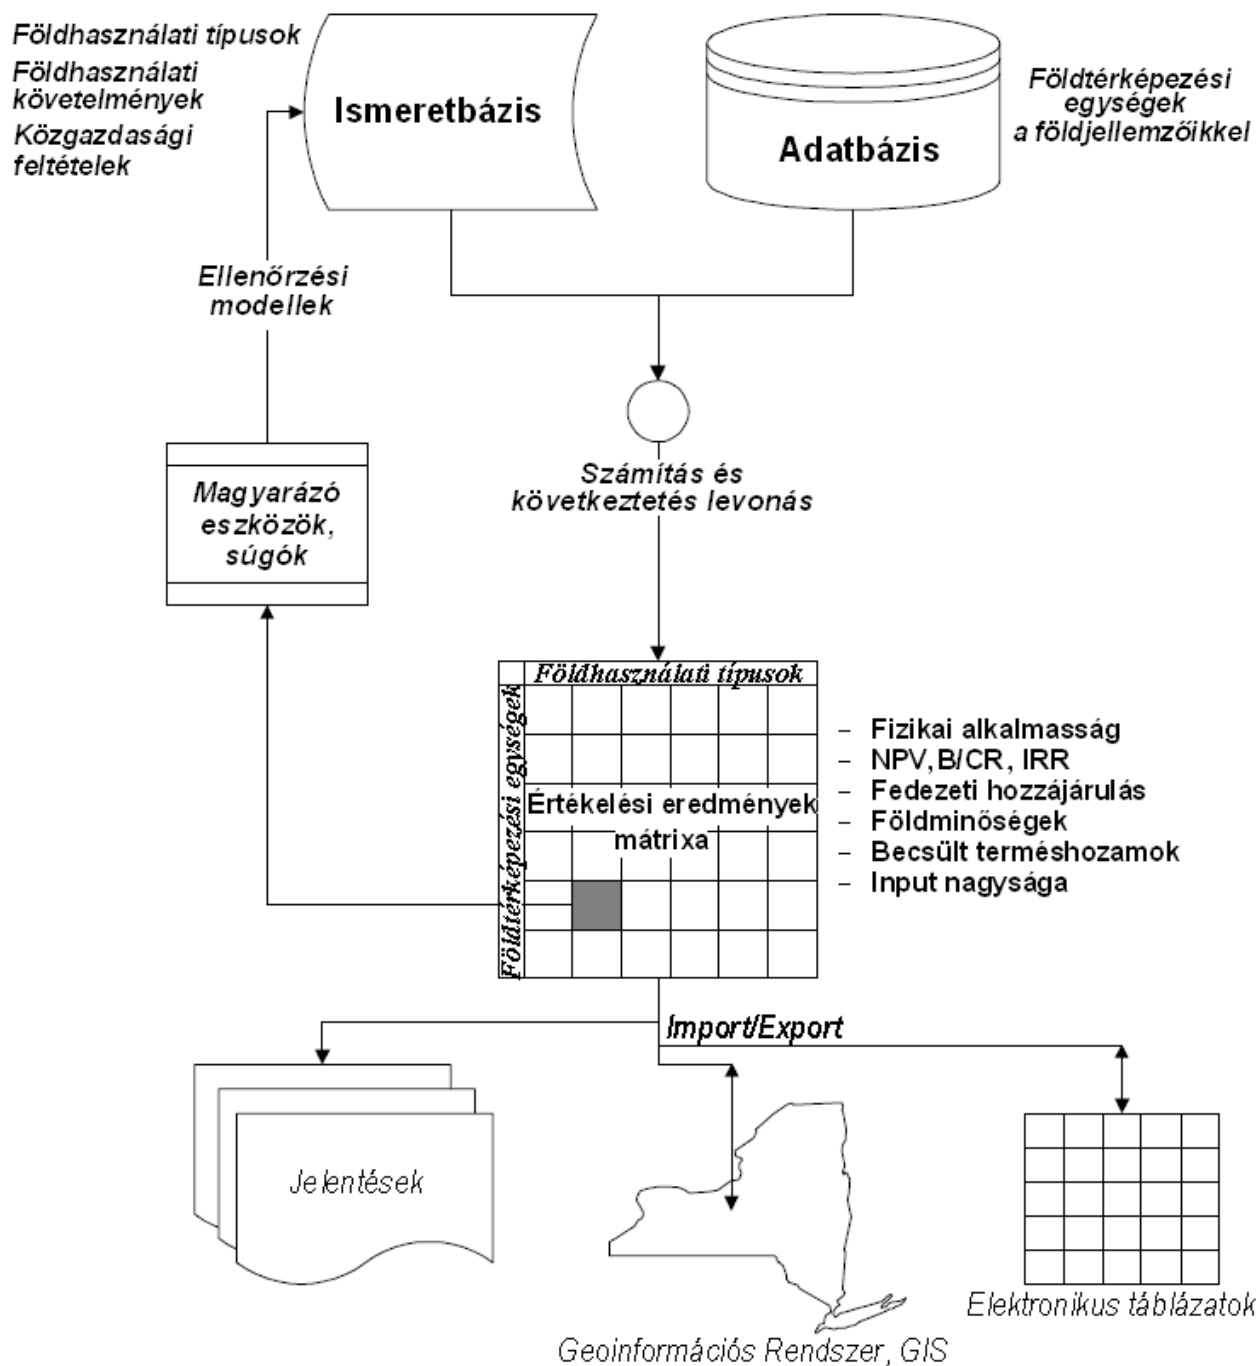 Földhasználati típusok
Földhasználati
követelmények
Közgazdasági
feltételek
Ismeretbázis
Adatbázis
Földtérképezési
egységek
a földjellemzőikkel
Ellenőrzési
modellek
Magyarázó
eszközök,
súgók
Számítás és
következtetés levonás
Földhasználati típusok
Földtérképezési egységek
Értékelési eredmények
mátrixa
– Fizikai alkalmasság
– NPV, B/CR, IRR
– Fedezeti hozzájárulás
– Földminőségek
– Becsült terméshozamok
– Input nagysága
Import/Export
Jelentések
Geoinformációs Rendszer, GIS
Elektronikus táblázatok